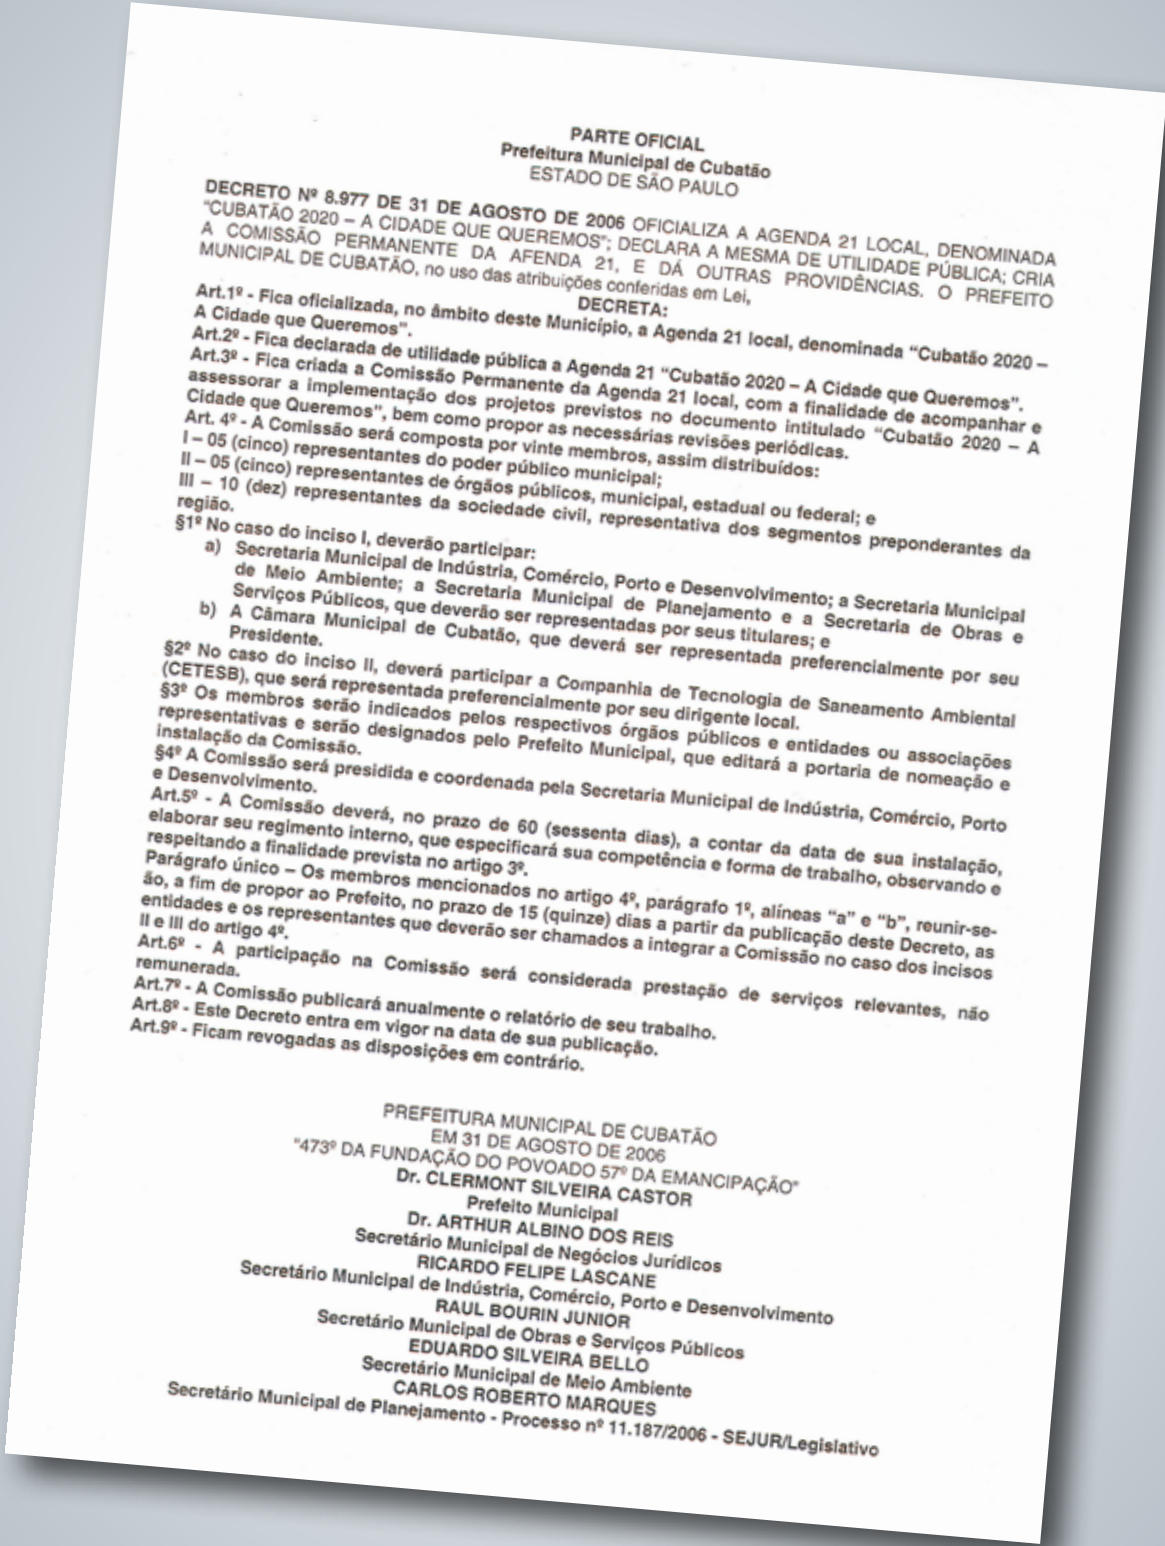 PARTE OFICIAL
Prefeitura Municipal de Cubatão
ESTADO DE SÃO PAULO
DECRETO Nº 8.977 DE 31 DE AGOSTO DE 2006 OFICIALIZA A AGENDA 21 LOCAL, DENOMINADA
"CUBATÃO 2020 – A CIDADE QUE QUEREMOS"; DECLARA A MESMA DE UTILIDADE PÚBLICA; CRIA
A COMISSÃO PERMANENTE DA AFENDA 21, E DÁ OUTRAS PROVIDÊNCIAS. O PREFEITO
MUNICIPAL DE CUBATÃO, no uso das atribuições conferidas em Lei,
DECRETA:
Art.1º - Fica oficializada, no âmbito deste Município, a Agenda 21 local, denominada "Cubatão 2020 –
A Cidade que Queremos".
Art.2º - Fica declarada de utilidade pública a Agenda 21 "Cubatão 2020 – A Cidade que Queremos".
Art.3º - Fica criada a Comissão Permanente da Agenda 21 local, com a finalidade de acompanhar e
assessorar a implementação dos projetos previstos no documento intitulado "Cubatão 2020 – A
Cidade que Queremos", bem como propor as necessárias revisões periódicas.
Art. 4º - A Comissão será composta por vinte membros, assim distribuídos:
I – 05 (cinco) representantes do poder público municipal;
II – 05 (cinco) representantes de órgãos públicos, municipal, estadual ou federal; e
III – 10 (dez) representantes da sociedade civil, representativa dos segmentos preponderantes da
região.
§1º No caso do inciso I, deverão participar:
a) Secretaria Municipal de Indústria, Comércio, Porto e Desenvolvimento; a Secretaria Municipal
de Meio Ambiente; a Secretaria Municipal de Planejamento e a Secretaria de Obras e
Serviços Públicos, que deverão ser representadas por seus titulares; e
b) A Câmara Municipal de Cubatão, que deverá ser representada preferencialmente por seu
Presidente.
§2º No caso do inciso II, deverá participar a Companhia de Tecnologia de Saneamento Ambiental
(CETESB), que será representada preferencialmente por seu dirigente local.
§3º Os membros serão indicados pelos respectivos órgãos públicos e entidades ou associações
representativas e serão designados pelo Prefeito Municipal, que editará a portaria de nomeação e
instalação da Comissão.
§4º A Comissão será presidida e coordenada pela Secretaria Municipal de Indústria, Comércio, Porto
e Desenvolvimento.
Art.5º - A Comissão deverá, no prazo de 60 (sessenta dias), a contar da data de sua instalação,
elaborar seu regimento interno, que especificará sua competência e forma de trabalho, observando e
respeitando a finalidade prevista no artigo 3º.
Parágrafo único – Os membros mencionados no artigo 4º, parágrafo 1º, alíneas "a" e "b", reunir-se-
ão, a fim de propor ao Prefeito, no prazo de 15 (quinze) dias a partir da publicação deste Decreto, as
entidades e os representantes que deverão ser chamados a integrar a Comissão no caso dos incisos
II e III do artigo 4º.
Art.6º - A participação na Comissão será considerada prestação de serviços relevantes, não
remunerada.
Art.7º - A Comissão publicará anualmente o relatório de seu trabalho.
Art.8º - Este Decreto entra em vigor na data de sua publicação.
Art.9º - Ficam revogadas as disposições em contrário.
PREFEITURA MUNICIPAL DE CUBATÃO
EM 31 DE AGOSTO DE 2006
"473º DA FUNDAÇÃO DO POVOADO 57º DA EMANCIPAÇÃO"
Dr. CLERMONT SILVEIRA CASTOR
Prefeito Municipal
Dr. ARTHUR ALBINO DOS REIS
Secretário Municipal de Negócios Jurídicos
RICARDO FELIPE LASCANE
Secretário Municipal de Indústria, Comércio, Porto e Desenvolvimento
RAUL BOURIN JUNIOR
Secretário Municipal de Obras e Serviços Públicos
EDUARDO SILVEIRA BELLO
Secretário Municipal de Meio Ambiente
CARLOS ROBERTO MARQUES
Secretário Municipal de Planejamento - Processo nº 11.187/2006 - SEJUR/Legislativo